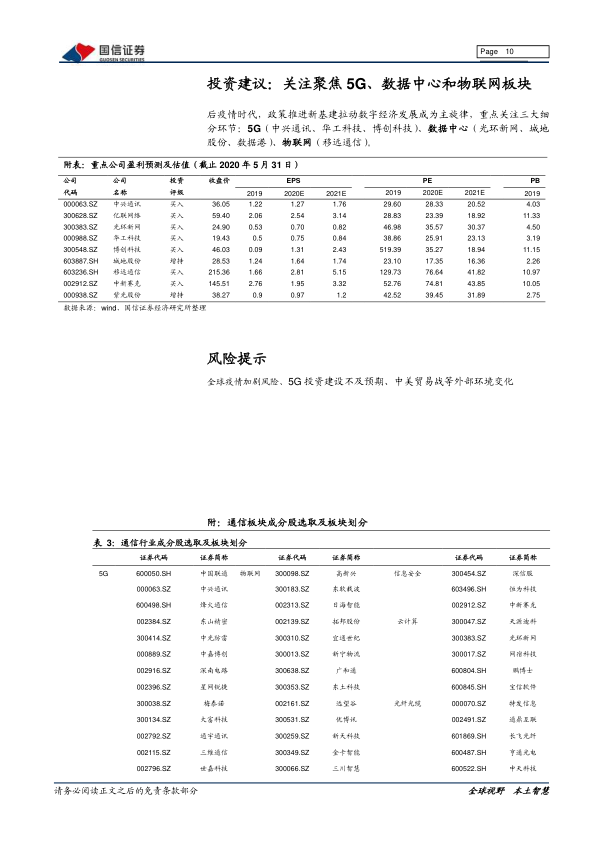 国信证券
GUOSEN SECURITIES
Page 10
投资建议：关注聚焦 5G、数据中心和物联网板块
后疫情时代，政策推进新基建拉动数字经济发展成为主旋律，重点关注三大细
分环节：5G（中兴通讯、华工科技、博创科技）、数据中心（光环新网、城地
股份、数据港）、物联网（移远通信）。
附表：重点公司盈利预测及估值（截止 2020 年 5 月 31 日）
公司 公司 投资 收盘价 EPS PE PB
代码 名称 评级 2019 2020E 2021E 2019 2020E 2021E 2019
000063.SZ 中兴通讯 买入 36.05 1.22 1.27 1.76 29.60 28.33 20.52 4.03
300628.SZ 亿联网络 买入 59.40 2.06 2.54 3.14 28.83 23.39 18.92 11.33
300383.SZ 光环新网 买入 24.90 0.53 0.70 0.82 46.98 35.57 30.37 4.50
000988.SZ 华工科技 买入 19.43 0.5 0.75 0.84 38.86 25.91 23.13 3.19
300548.SZ 博创科技 买入 46.03 0.09 1.31 2.43 519.39 35.27 18.94 11.15
603887.SH 城地股份 增持 28.53 1.24 1.64 1.74 23.10 17.35 16.36 2.26
603236.SH 移远通信 买入 215.36 1.66 2.81 5.15 129.73 76.64 41.82 10.97
002912.SZ 中新赛克 买入 145.51 2.76 1.95 3.32 52.76 74.81 43.85 10.05
000938.SZ 紫光股份 增持 38.27 0.9 0.97 1.2 42.52 39.45 31.89 2.75
数据来源：wind、国信证券经济研究所整理
风险提示
全球疫情加剧风险、5G 投资建设不及预期、中美贸易战等外部环境变化
附：通信板块成分股选取及板块划分
表 3：通信行业成分股选取及板块划分
证券代码 证券简称 证券代码 证券简称 证券代码 证券简称
5G 600050.SH 中国联通 物联网 300098.SZ 高新兴 信息安全 300454.SZ 深信服
000063.SZ 中兴通讯 300183.SZ 东软载波 603496.SH 恒为科技
600498.SH 烽火通信 002313.SZ 日海智能 002912.SZ 中新赛克
002384.SZ 东山精密 002139.SZ 拓邦股份 云计算 300047.SZ 天源迪科
300414.SZ 中光防雷 300310.SZ 宜通世纪 300383.SZ 光环新网
000889.SZ 中嘉博创 300013.SZ 新宁物流 300017.SZ 网宿科技
002916.SZ 深南电路 300638.SZ 广和通 600804.SH 鹏博士
002396.SZ 星网锐捷 300353.SZ 东土科技 600845.SH 宝信软件
300038.SZ 梅泰诺 002161.SZ 远望谷 光纤光缆 000070.SZ 特发信息
300134.SZ 大富科技 300531.SZ 优博讯 002491.SZ 通鼎互联
002792.SZ 通宇通讯 300259.SZ 新天科技 601869.SH 长飞光纤
002115.SZ 三维通信 300349.SZ 金卡智能 600487.SH 亨通光电
002796.SZ 世嘉科技 300066.SZ 三川智慧 600522.SH 中天科技
请务必阅读正文之后的免责条款部分 全球视野 本土智慧